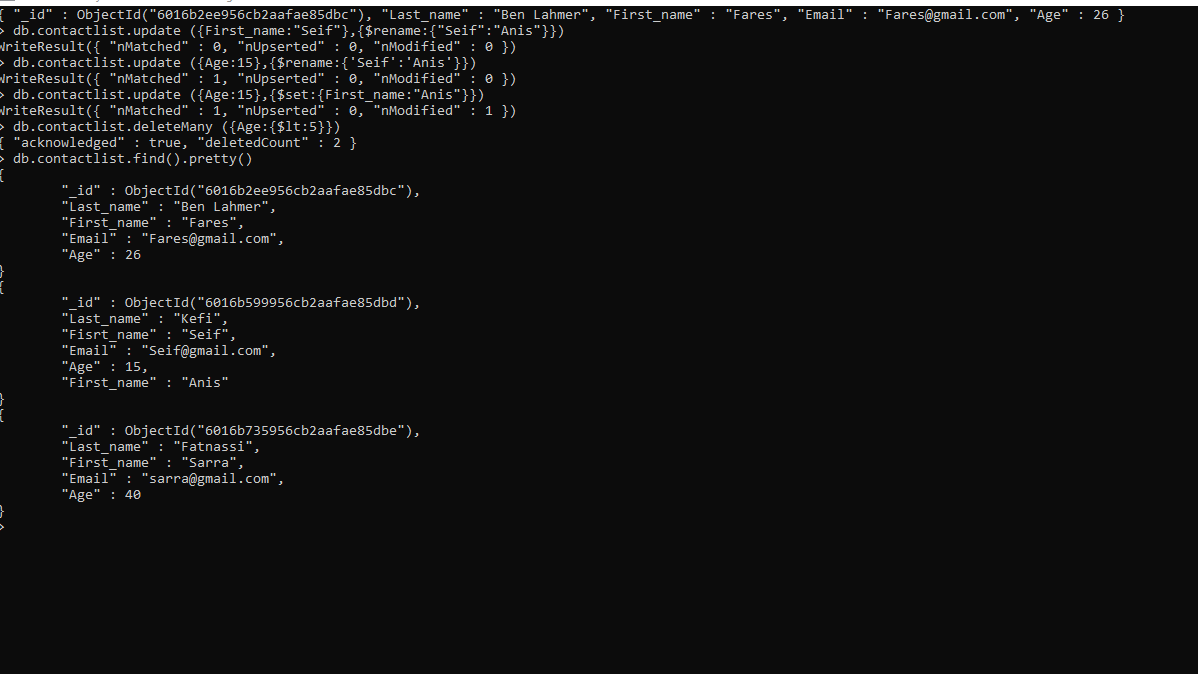 { "_id" : ObjectId("6016b2ee956cb2aafae85dbc"), "Last_name" : "Ben Lahmer", "First_name" : "Fares", "Email" : "Fares@gmail.com", "Age" : 26 }
> db.contactlist.update ({First_name:"Seif"},{$rename:{"Seif":"Anis"}})
WriteResult({ "nMatched" : 0, "nUpserted" : 0, "nModified" : 0 })
> db.contactlist.update ({Age:15},{$rename:{'Seif':'Anis'}})
WriteResult({ "nMatched" : 1, "nUpserted" : 0, "nModified" : 0 })
> db.contactlist.update ({Age:15},{$set:{First_name:"Anis"}})
WriteResult({ "nMatched" : 1, "nUpserted" : 0, "nModified" : 1 })
> db.contactlist.deleteMany ({Age:{$lt:5}})
{ "acknowledged" : true, "deletedCount" : 2 }
> db.contactlist.find().pretty()
{
"_id" : ObjectId("6016b2ee956cb2aafae85dbc"),
"Last_name" : "Ben Lahmer",
"First_name" : "Fares",
"Email" : "Fares@gmail.com",
"Age" : 26
}
{
"_id" : ObjectId("6016b599956cb2aafae85dbd"),
"Last_name" : "Kefi",
"Fisrt_name" : "Seif",
"Email" : "Seif@gmail.com",
"Age" : 15,
"First_name" : "Anis"
}
{
"_id" : ObjectId("6016b735956cb2aafae85dbe"),
"Last_name" : "Fatnassi",
"First_name" : "Sarra",
"Email" : "sarra@gmail.com",
"Age" : 40
}
>